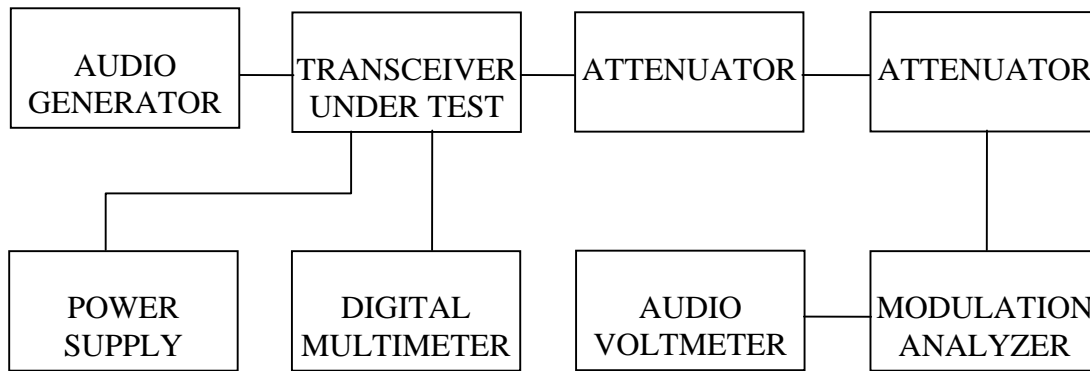 AUDIO
GENERATOR
TRANSCEIVER
UNDER TEST
ATTENUATOR
ATTENUATOR
POWER
SUPPLY
DIGITAL
MULTIMETER
AUDIO
VOLTMETER
MODULATION
ANALYZER